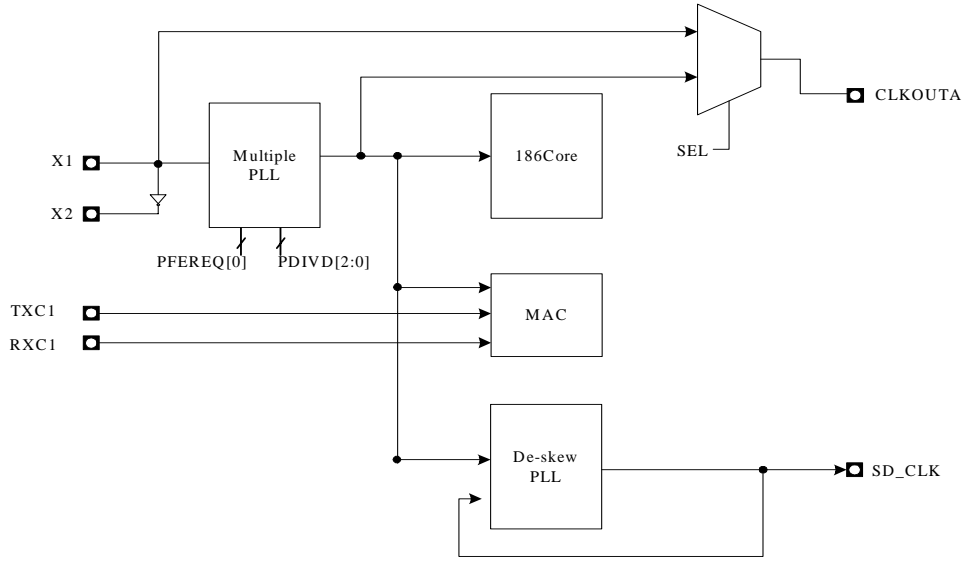 CLKOUTA
SEL
X1
Multiple
PLL
186Core
X2
PFEREQ[0]
PDIVD[2:0]
TXC1
MAC
RXC1
De-skew
PLL
SD_CLK